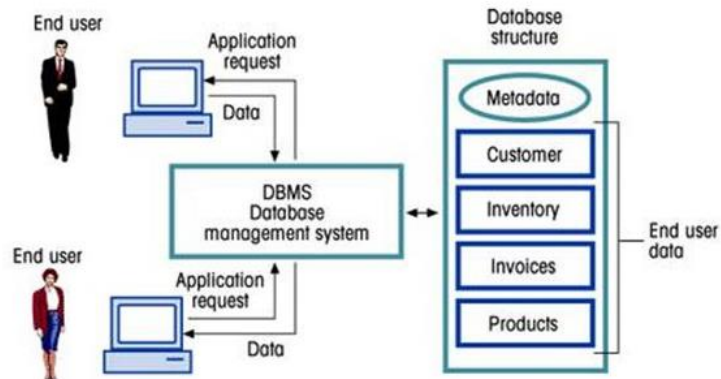 End user
Application
request
Data
Database
structure
Metadata
Customer
Inventory
Invoices
Products
End user
data
DBMS
Database
management system
End user
Application
request
Data